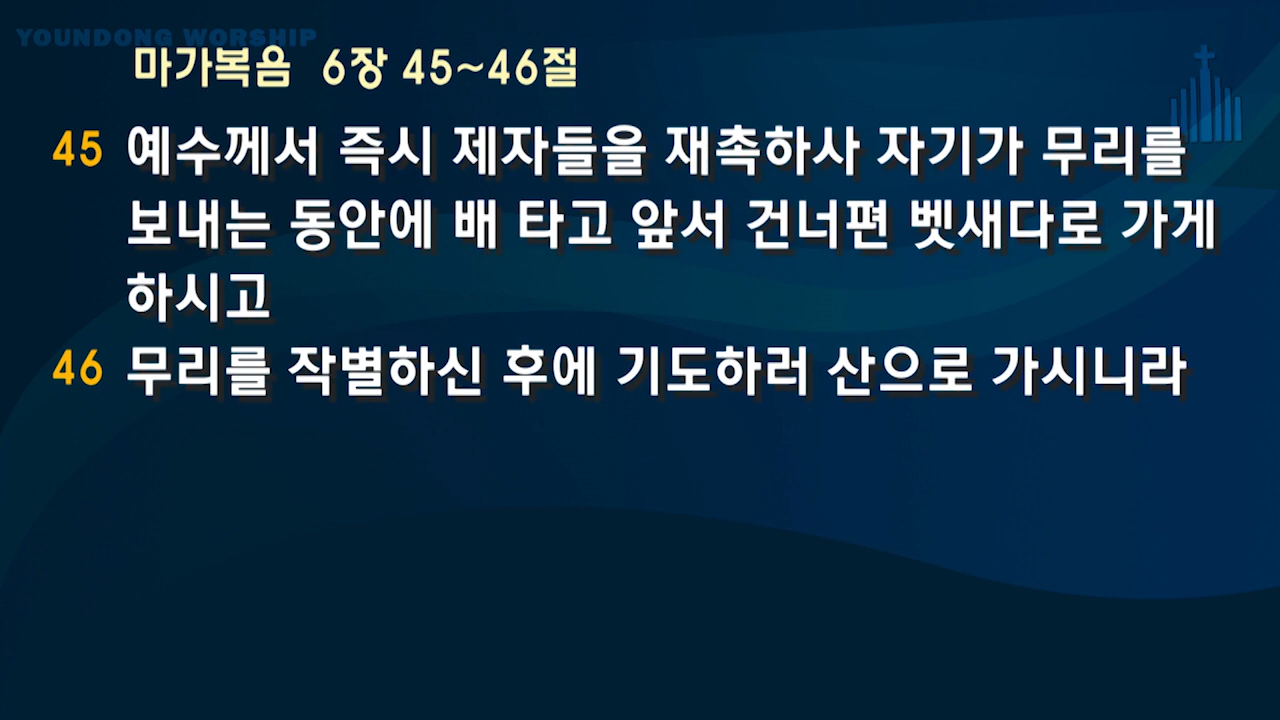 YOUNDONG WORSHIP
마가복음 6장 45~46절
45 예수께서 즉시 제자들을 재촉하사 자기가 무리를
보내는 동안에 배 타고 앞서 건너편 벳새다로 가게
하시고
46 무리를 작별하신 후에 기도하러 산으로 가시니라